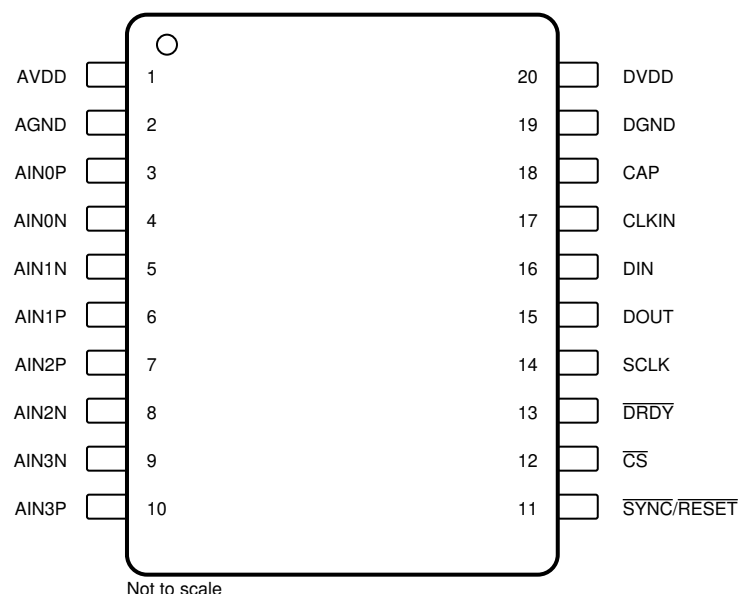 AVDD 1 20 DVDD
AGND 2 19 DGND
AIN0P 3 18 CAP
AIN0N 4 17 CLKIN
AIN1N 5 16 DIN
AIN1P 6 15 DOUT
AIN2P 7 14 SCLK
AIN2N 8 13 DRDY
AIN3N 9 12 CS
AIN3P 10 11 SYNC/RESET
Not to scale